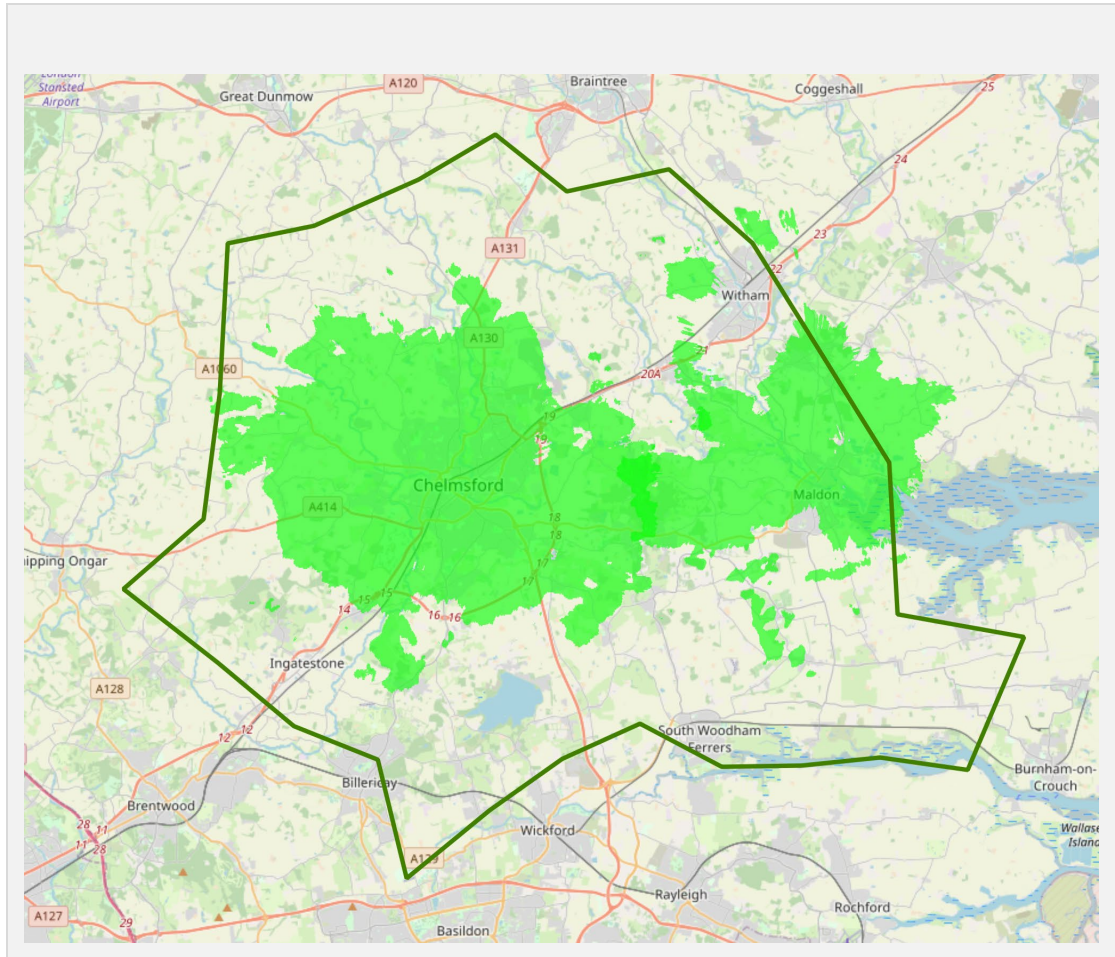 London
Stansted
Airport
Great Dunmow
A120
Braintree
Coggeshall
25
24
A131
23
22
Witham
A130
21
20A
A1060
19
19
Chelmsford
A414
Maldon
18
18
ipping Ongar
17
17
15
15
14
16
16
Ingatestone
A128
12
12
South Woodham
Ferrers
Billericay
Burnham-on-
Crouch
Brentwood
28
11
11
28
Wickford
Wallase
Island
A129
Rayleigh
Rochford
A127
29
Basildon